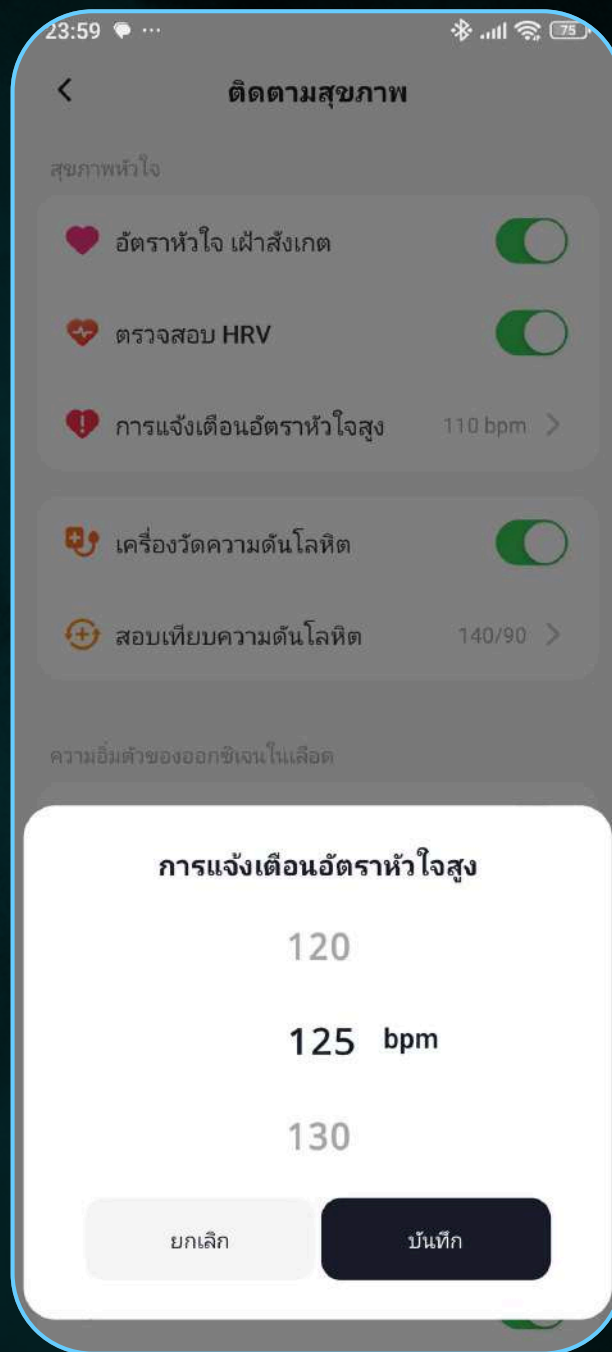 23:59 ...
75
ติดตามสุขภาพ
สุขภาพหัวใจ
อัตราหัวใจ เฝ้าสังเกต
ตรวจสอบ HRV
การแจ้งเตือนอัตราหัวใจสูง 110 bpm
เครื่องวัดความดันโลหิต
สอบเทียบความดันโลหิต 140/90
ความอิ่มตัวของออกซิเจนในเลือด
การแจ้งเตือนอัตราหัวใจสูง
120
125 bpm
130
ยกเลิก บันทึก